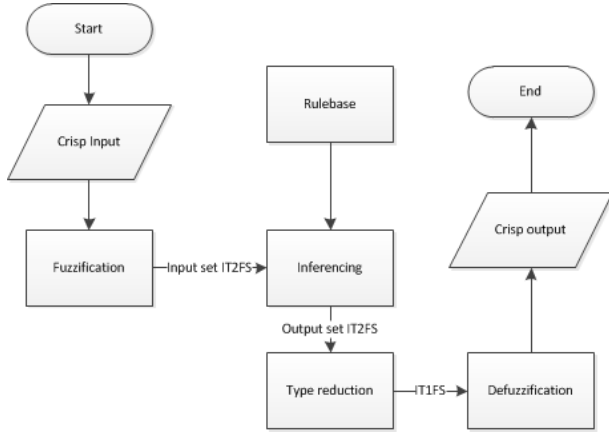 Start
Crisp Input
Fuzzification
Input set IT2FS
Rulebase
Inferencing
Output set IT2FS
Type reduction
IT1FS
Defuzzification
Crisp output
End